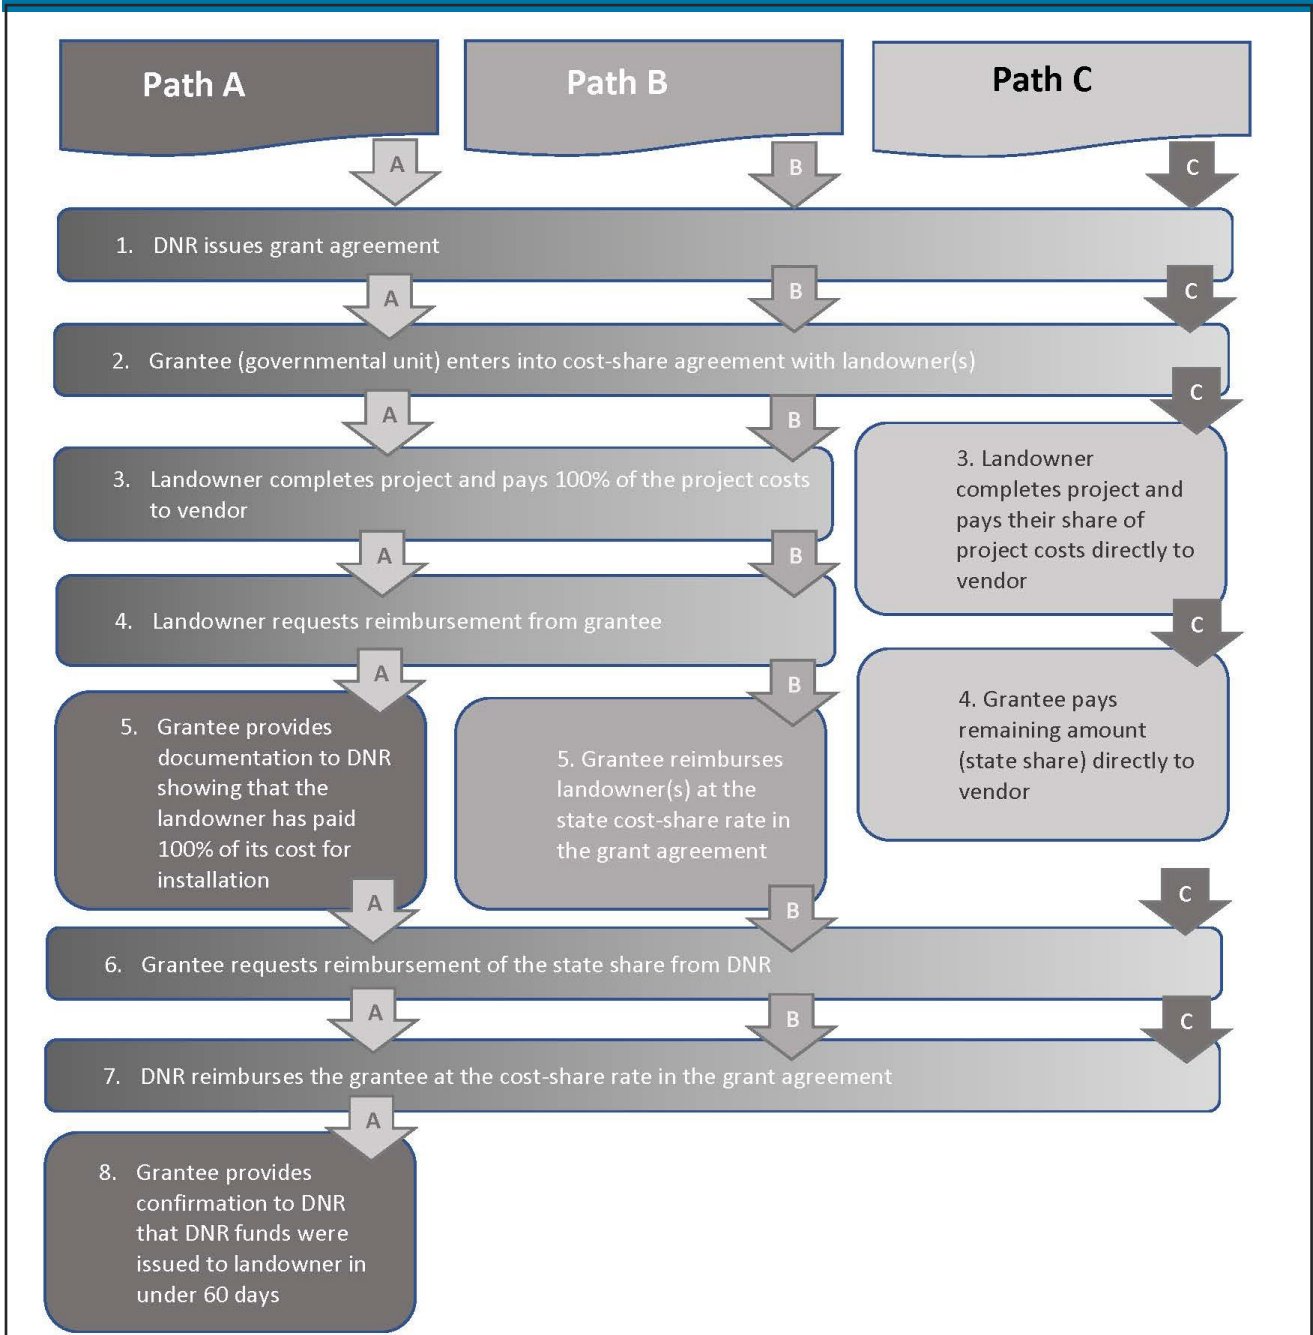 Path A
Path B
Path C
A
B
C
1. DNR issues grant agreement
A
B
C
2. Grantee (governmental unit) enters into cost-share agreement with landowner(s)
A
B
C
3. Landowner completes project and pays 100% of the project costs
to vendor
3. Landowner
completes project and
pays their share of
project costs directly to
vendor
A
B
4. Landowner requests reimbursement from grantee
A
B
C
5. Grantee provides
documentation to DNR
showing that the
landowner has paid
100% of its cost for
installation
5. Grantee reimburses
landowner(s) at the
state cost-share rate in
the grant agreement
4. Grantee pays
remaining amount
(state share) directly to
vendor
A
B
C
6. Grantee requests reimbursement of the state share from DNR
A
B
C
7. DNR reimburses the grantee at the cost-share rate in the grant agreement
A
8. Grantee provides
confirmation to DNR
that DNR funds were
issued to landowner in
under 60 days